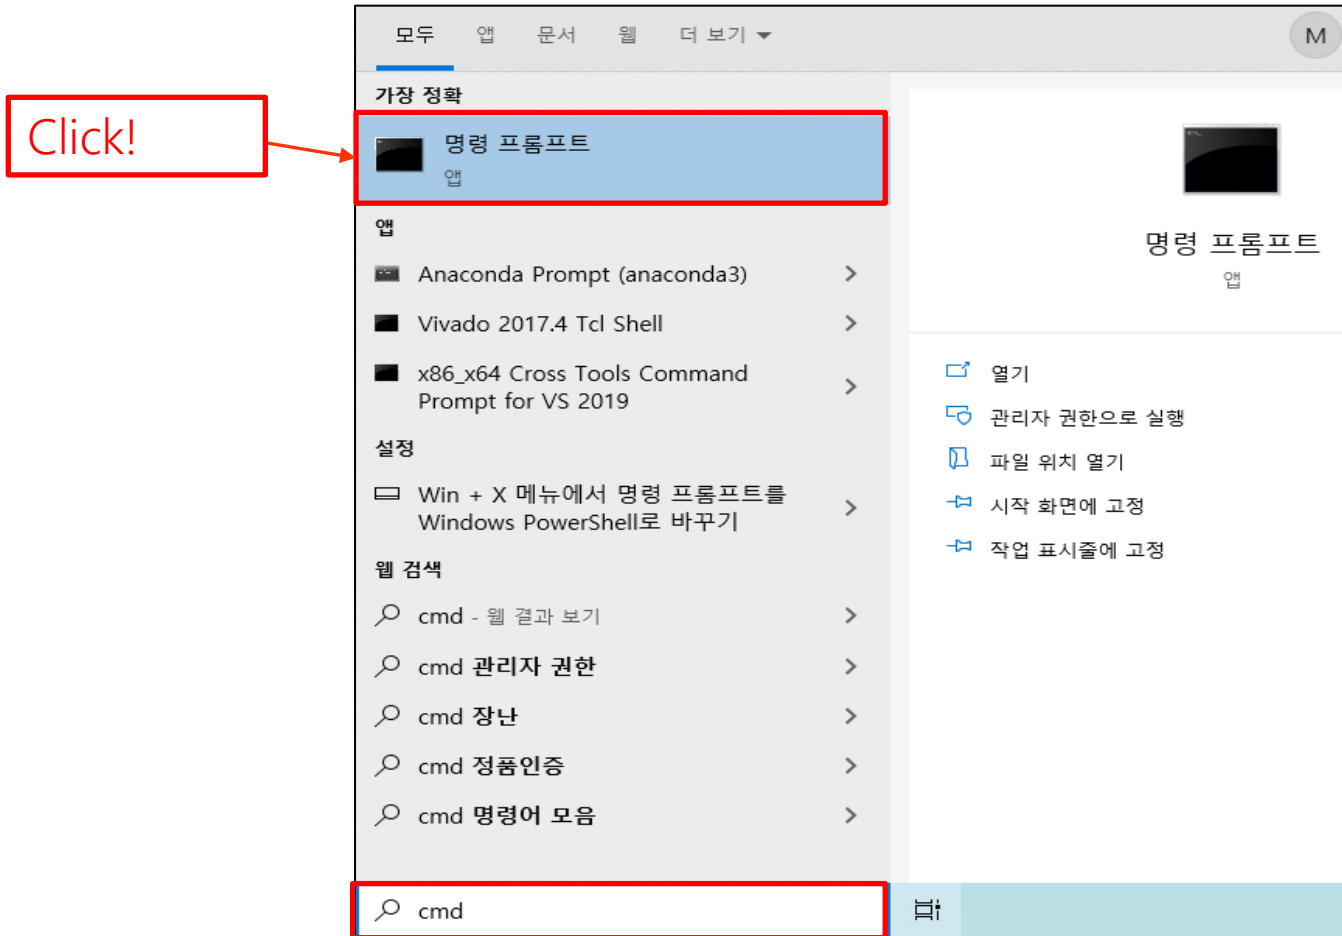 모두 앱 문서 웹 더 보기
M
가장 정확
Click!
명령 프롬프트
앱
앱
Anaconda Prompt (anaconda3)
Vivado 2017.4 Tcl Shell
x86_x64 Cross Tools Command
Prompt for VS 2019
설정
Win + X 메뉴에서 명령 프롬프트를
Windows PowerShell로 바꾸기
웹 검색
cmd - 웹 결과 보기
cmd 관리자 권한
cmd 장난
cmd 정품인증
cmd 명령어 모음
cmd
명령 프롬프트
앱
열기
관리자 권한으로 실행
파일 위치 열기
시작 화면에 고정
작업 표시줄에 고정